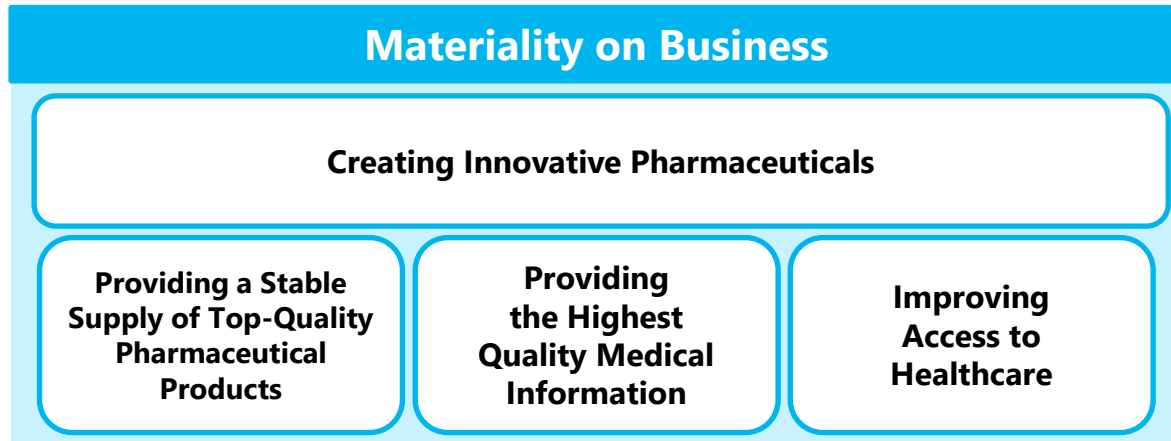 Materiality on Business
Creating Innovative Pharmaceuticals
Providing a Stable
Supply of Top-Quality
Pharmaceutical
Products
Providing
the Highest
Quality Medical
Information
Improving
Access to
Healthcare